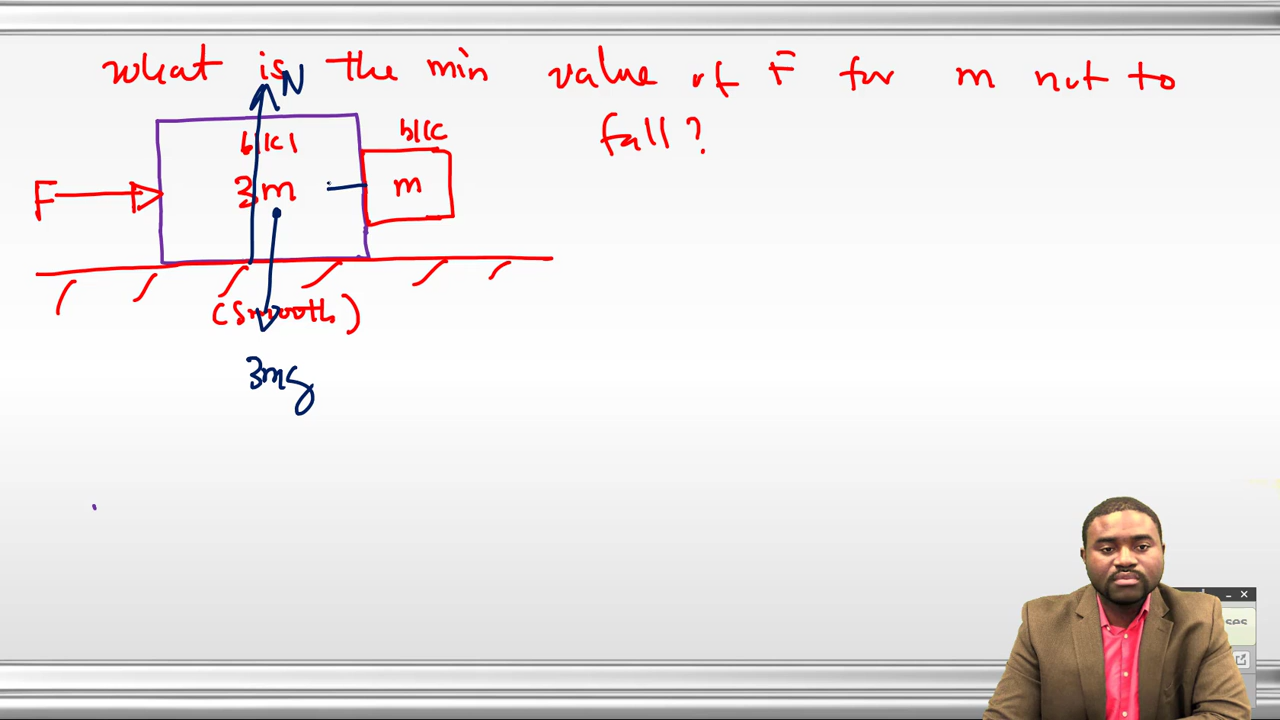 what is the min value of F for m not to
fall?
N
blk1
blk
F
3m
m
(smooth)
3mg